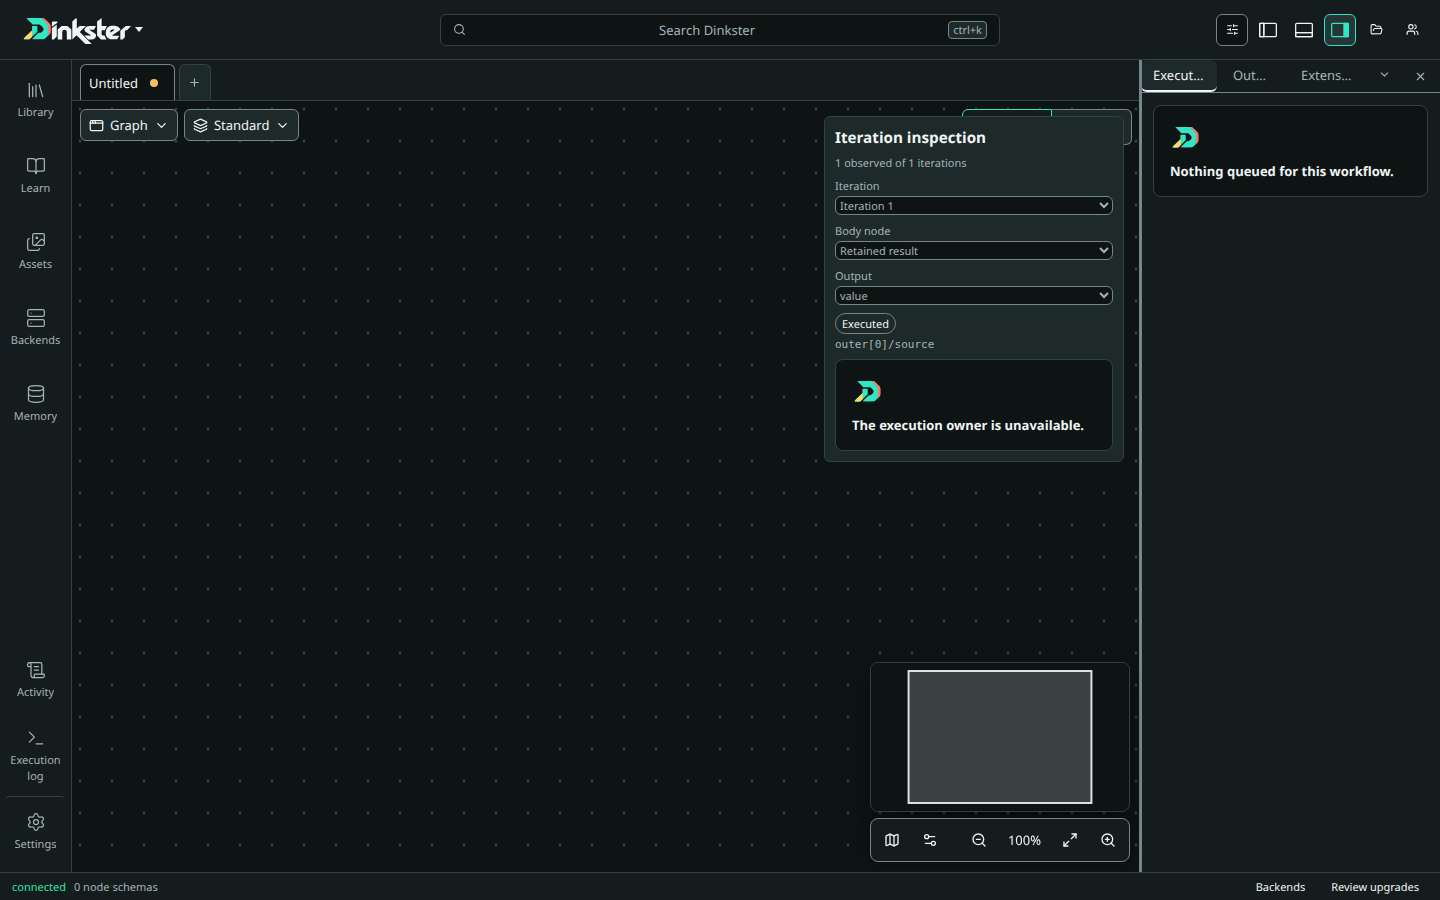 Dinkster
Search Dinkster
ctrl+k
Untitled
Graph
Standard
Library
Learn
Assets
Backends
Memory
Activity
Execution
log
Settings
Iteration inspection
1 observed of 1 iterations
Iteration
Iteration 1
Body node
Retained result
Output
value
Executed
outer[0]/source
The execution owner is unavailable.
100%
Execut...
Out...
Extens...
Nothing queued for this workflow.
connected
0 node schemas
Backends
Review upgrades